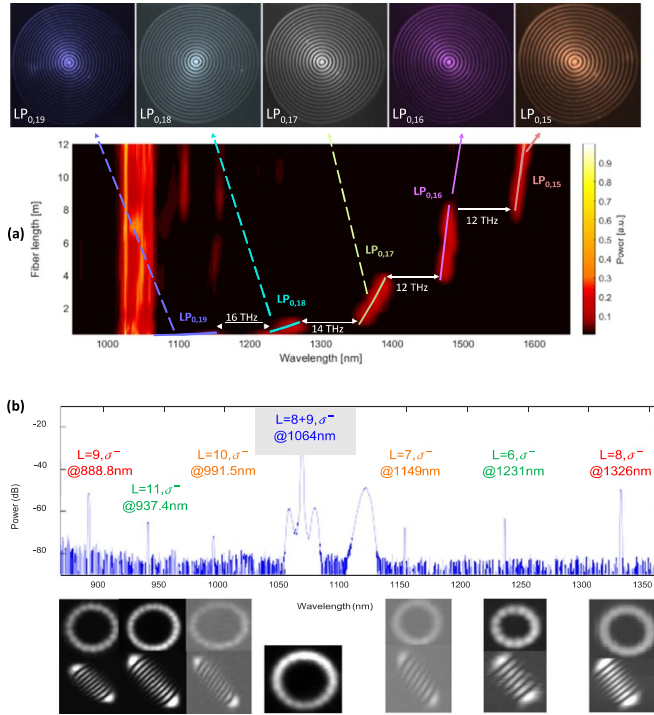 LP0,19
LP0,18
LP0,17
LP0,16
LP0,15
(a)
Fiber length [m]
12
10
8
6
4
2
LP0,19
LP0,18
LP0,17
LP0,16
LP0,15
16 THz
14 THz
12 THz
12 THz
1000 1100 1200 1300 1400 1500 1600
Wavelength [nm]
0.9
0.8
0.7
0.6
0.5
0.4
0.3
0.2
0.1
Power [a.u.]
(b)
Power (dB)
-20
-40
-60
-80
L=9, σ−
@888.8nm
L=11, σ−
@937.4nm
L=10, σ−
@991.5nm
L=8+9, σ−
@1064nm
L=7, σ−
@1149nm
L=6, σ−
@1231nm
L=8, σ−
@1326nm
900 950 1000 1050 1100 1150 1200 1250 1300 1350
Wavelength (nm)